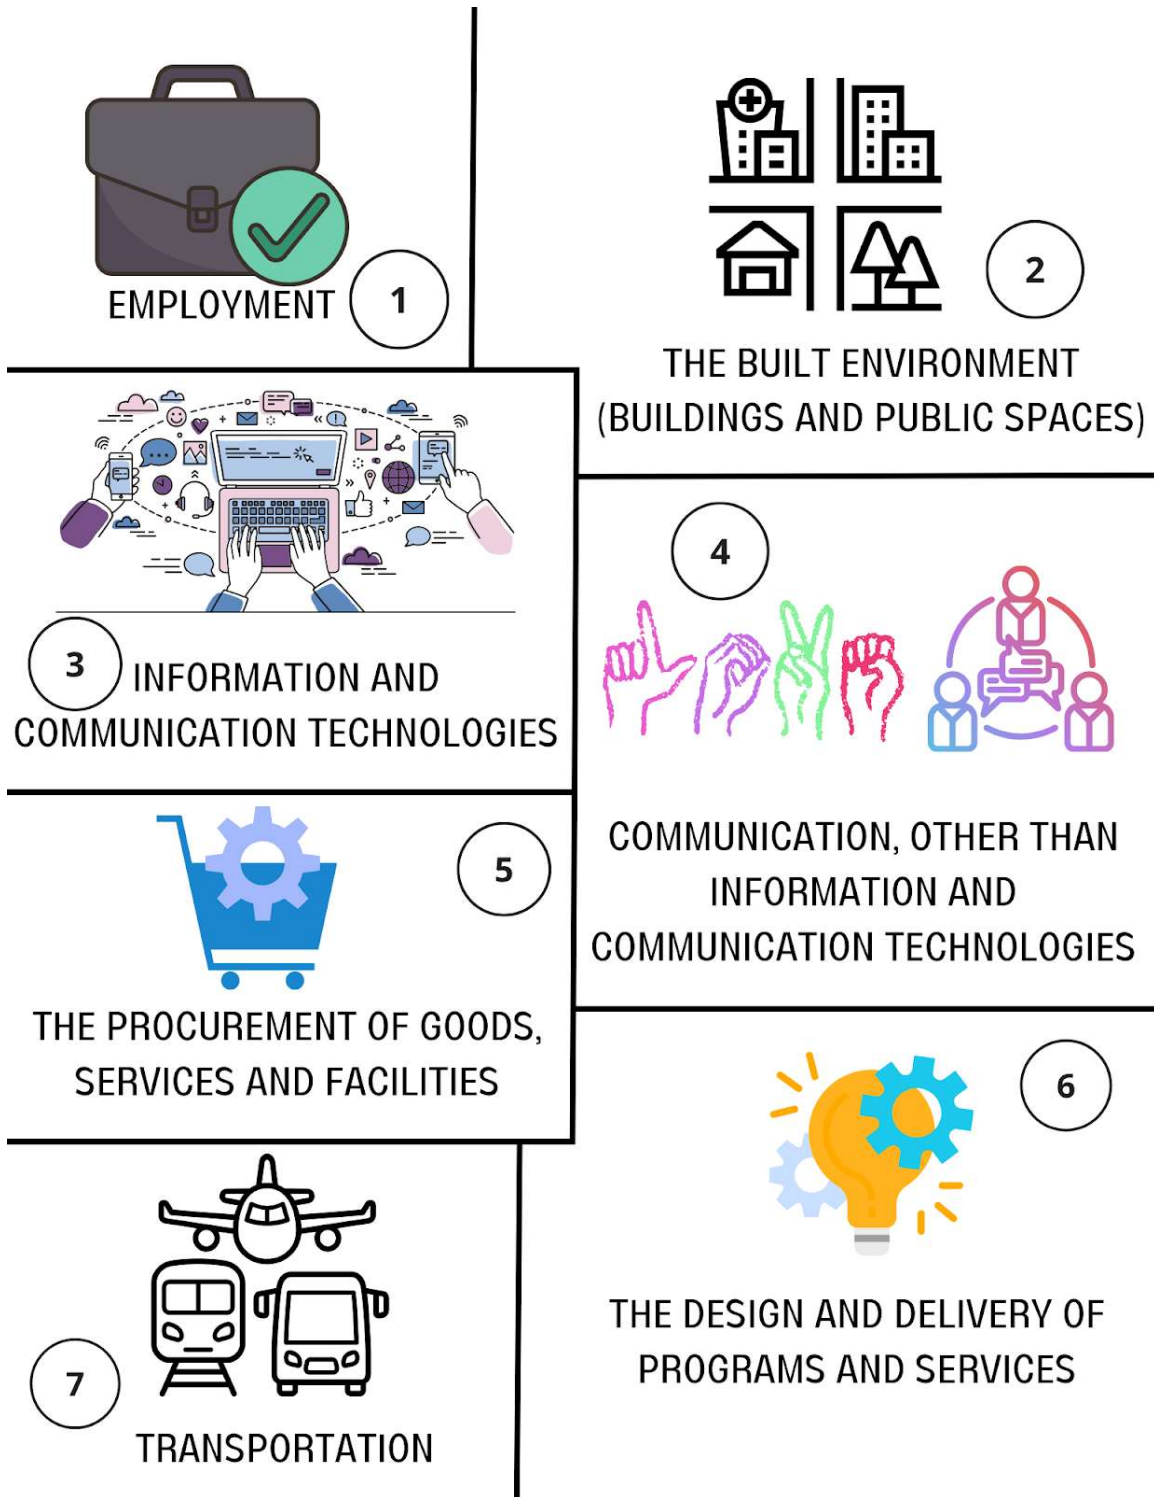 EMPLOYMENT
1
2
THE BUILT ENVIRONMENT
(BUILDINGS AND PUBLIC SPACES)
3
INFORMATION AND
COMMUNICATION TECHNOLOGIES
4
COMMUNICATION, OTHER THAN
INFORMATION AND
COMMUNICATION TECHNOLOGIES
5
THE PROCUREMENT OF GOODS,
SERVICES AND FACILITIES
6
THE DESIGN AND DELIVERY OF
PROGRAMS AND SERVICES
7
TRANSPORTATION